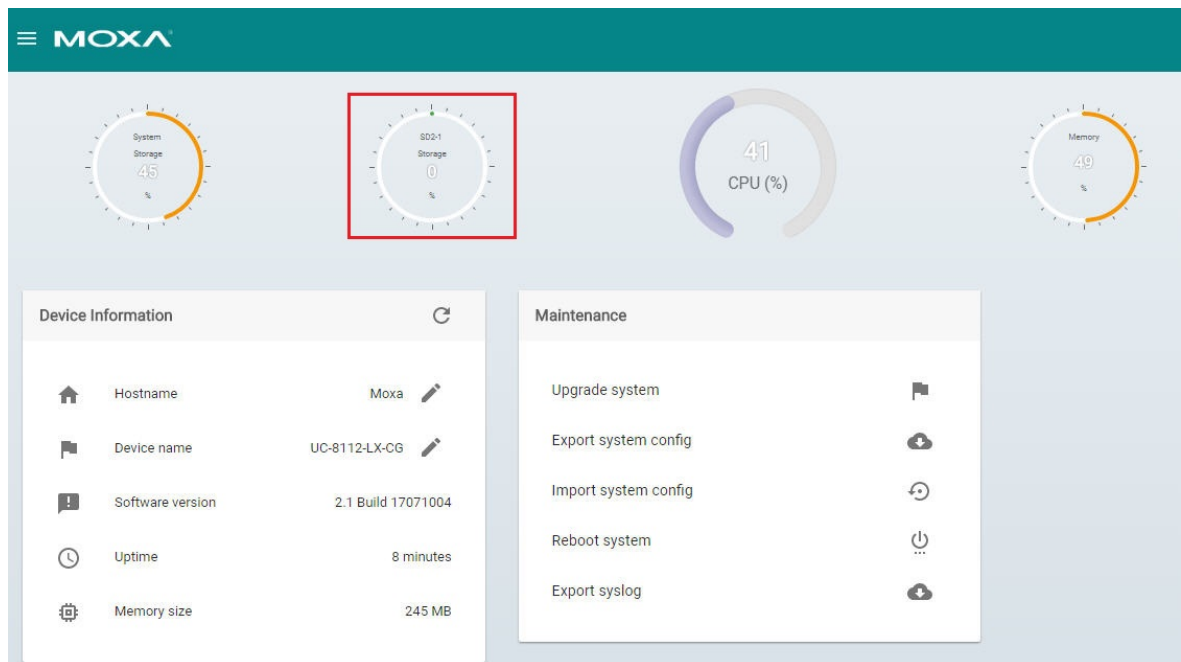 MOXA
System
Storage
45
%
SD2-1
Storage
0
%
41
CPU (%)
Memory
49
%
Device Information
Hostname Moxa
Device name UC-8112-LX-CG
Software version 2.1 Build 17071004
Uptime 8 minutes
Memory size 245 MB
Maintenance
Upgrade system
Export system config
Import system config
Reboot system
Export syslog